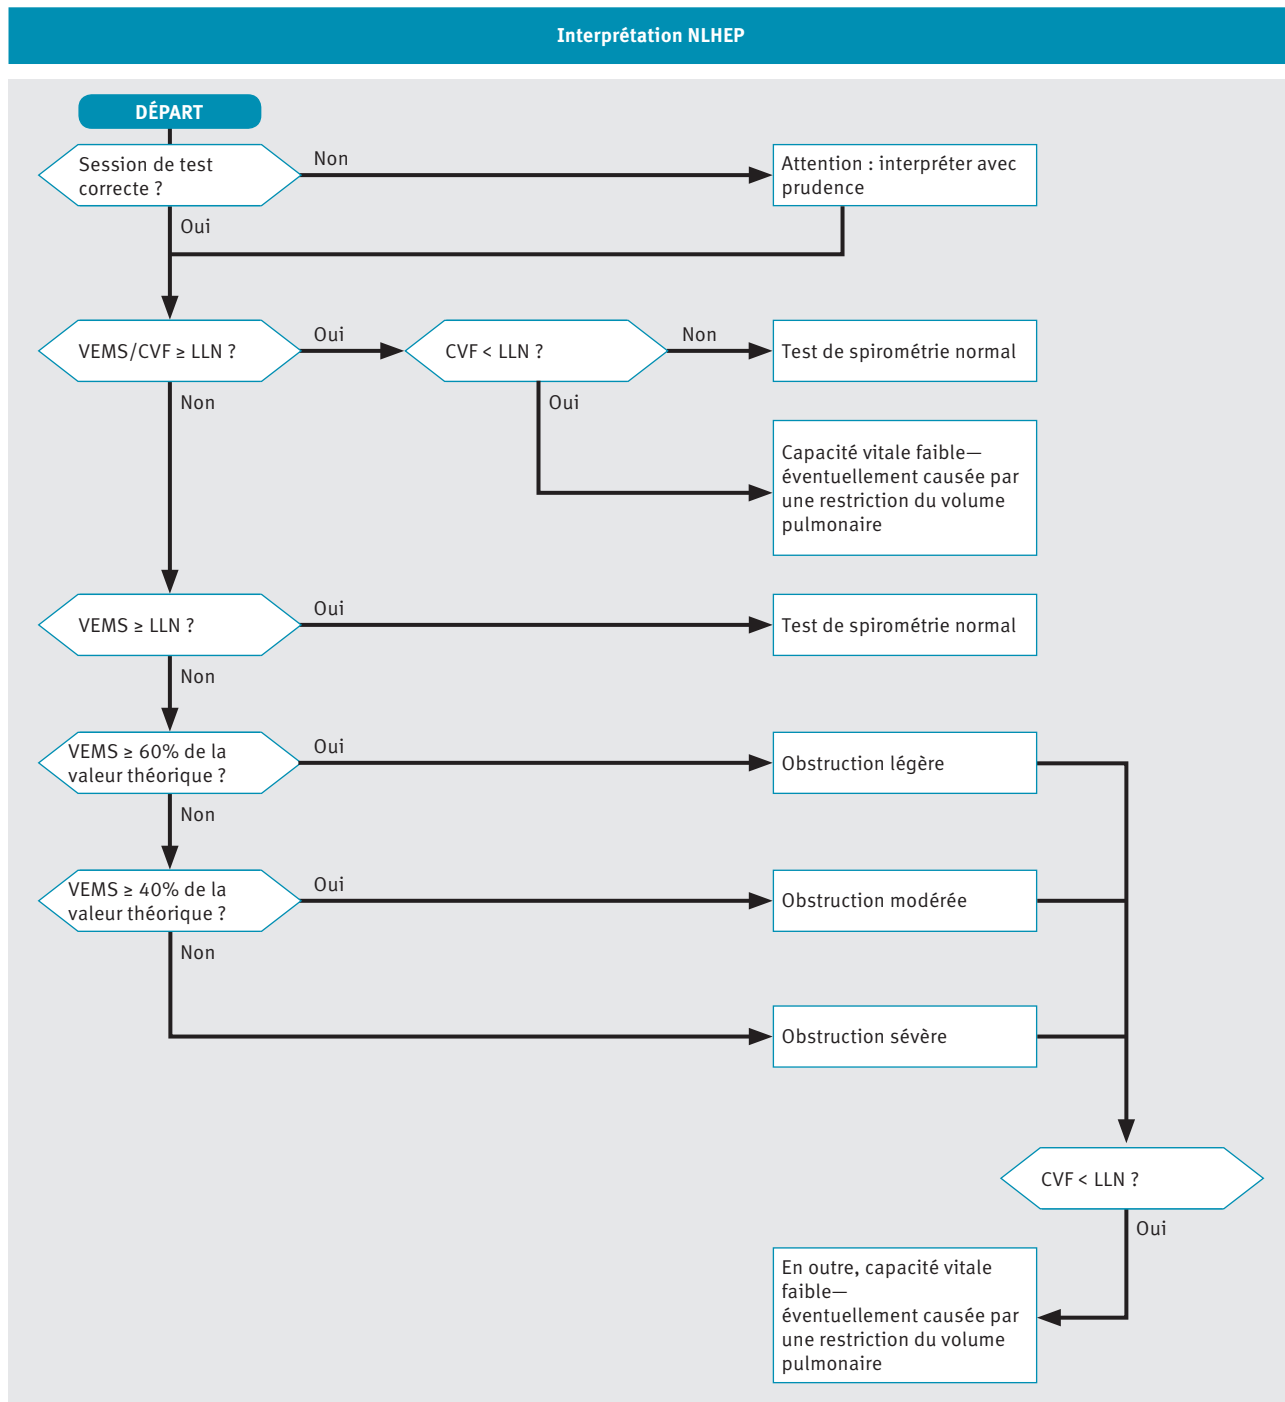 Interprétation NLHEP
DÉPART
Session de test
correcte ?
Non
Attention : interpréter avec
prudence
Oui
VEMS/CVF ≥ LLN ?
Oui
CVF < LLN ?
Non
Test de spirométrie normal
Non
Oui
Capacité vitale faible—
éventuellement causée par
une restriction du volume
pulmonaire
VEMS ≥ LLN ?
Oui
Test de spirométrie normal
Non
VEMS ≥ 60% de la
valeur théorique ?
Oui
Obstruction légère
Non
VEMS ≥ 40% de la
valeur théorique ?
Oui
Obstruction modérée
Non
Obstruction sévère
CVF < LLN ?
Oui
En outre, capacité vitale
faible—
éventuellement causée par
une restriction du volume
pulmonaire